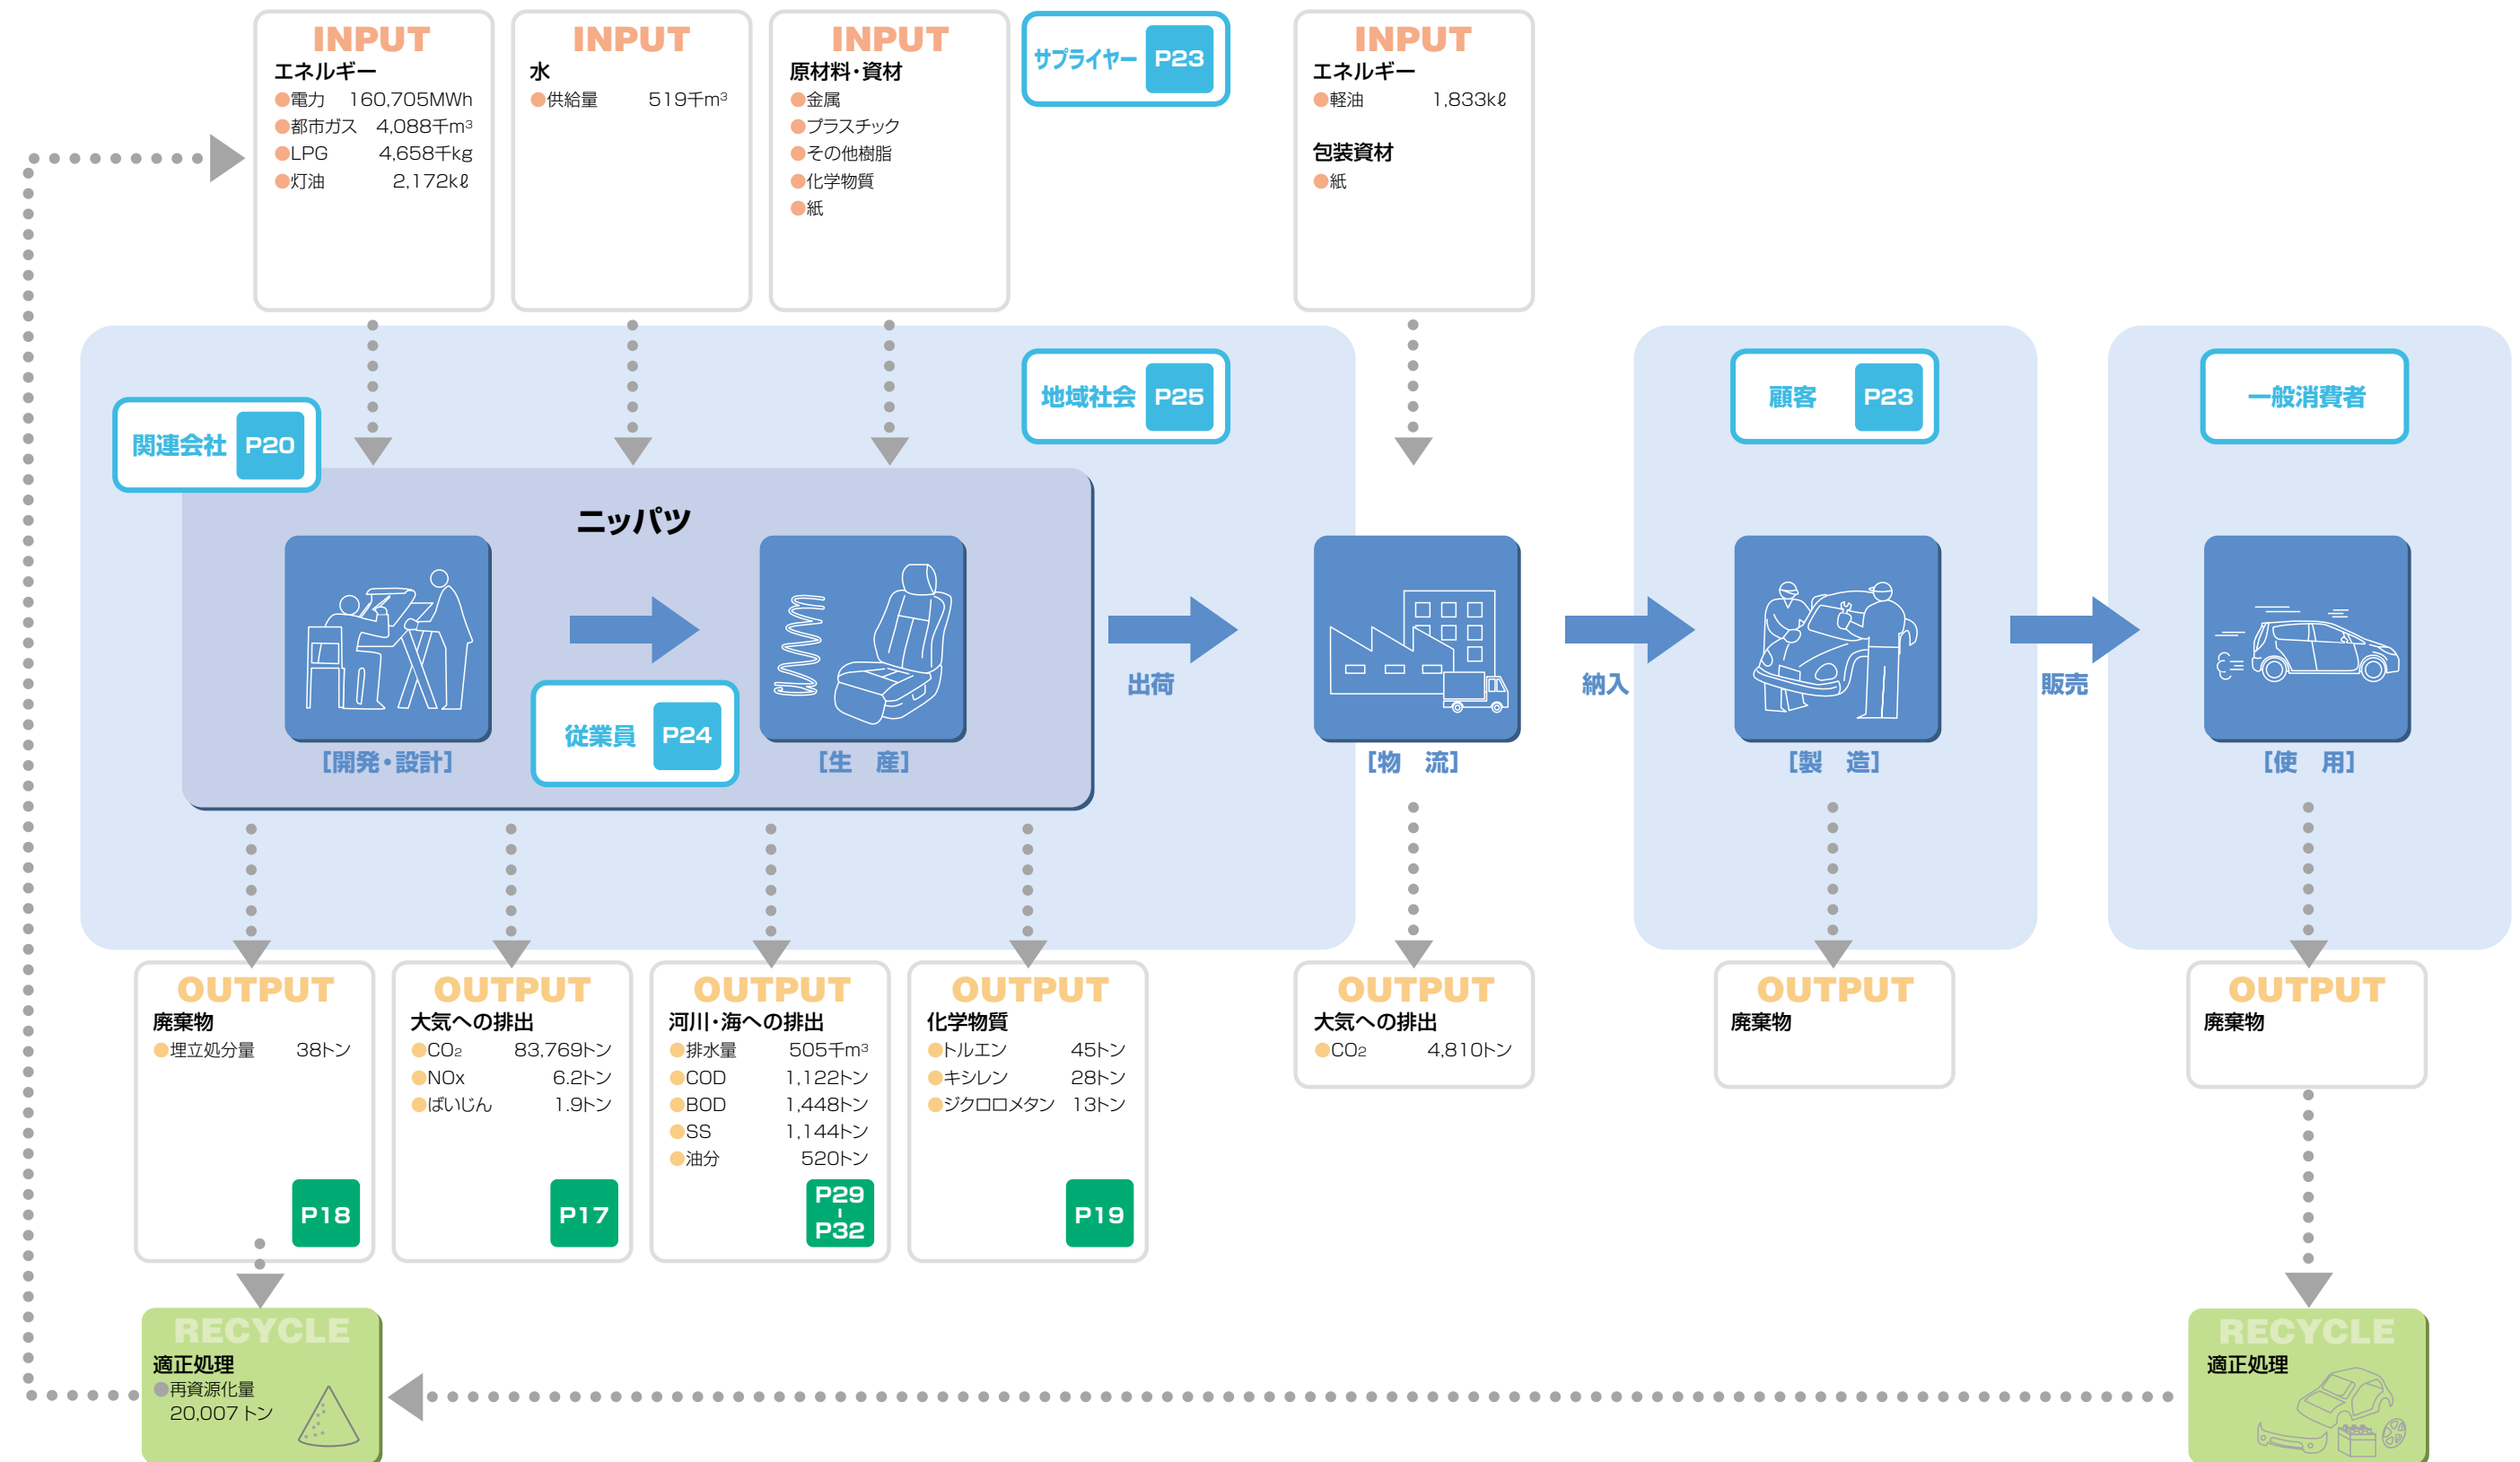 INPUT
エネルギー
●電力 160,705MWh
●都市ガス 4,088千m³
●LPG 4,658千kg
●灯油 2,172kℓ
INPUT
水
●供給量 519千m³
INPUT
原材料・資材
●金属
●プラスチック
●その他樹脂
●化学物質
●紙
サプライヤー P23
INPUT
エネルギー
●軽油 1,833kℓ
包装資材
●紙
関連会社 P20
地域社会 P25
顧客 P23
一般消費者
ニッパツ
[開発・設計]
従業員 P24
[生 産]
出荷
[物 流]
納入
[製 造]
販売
[使 用]
OUTPUT
廃棄物
●埋立処分量 38トン
P18
OUTPUT
大気への排出
●CO₂ 83,769トン
●NOx 6.2トン
●ばいじん 1.9トン
P17
OUTPUT
河川・海への排出
●排水量 505千m³
●COD 1,122トン
●BOD 1,448トン
●SS 1,144トン
●油分 520トン
P29
-
P32
OUTPUT
化学物質
●トルエン 45トン
●キシレン 28トン
●ジクロロメタン 13トン
P19
OUTPUT
大気への排出
●CO₂ 4,810トン
OUTPUT
廃棄物
OUTPUT
廃棄物
RECYCLE
適正処理
●再資源化量
20,007トン
RECYCLE
適正処理